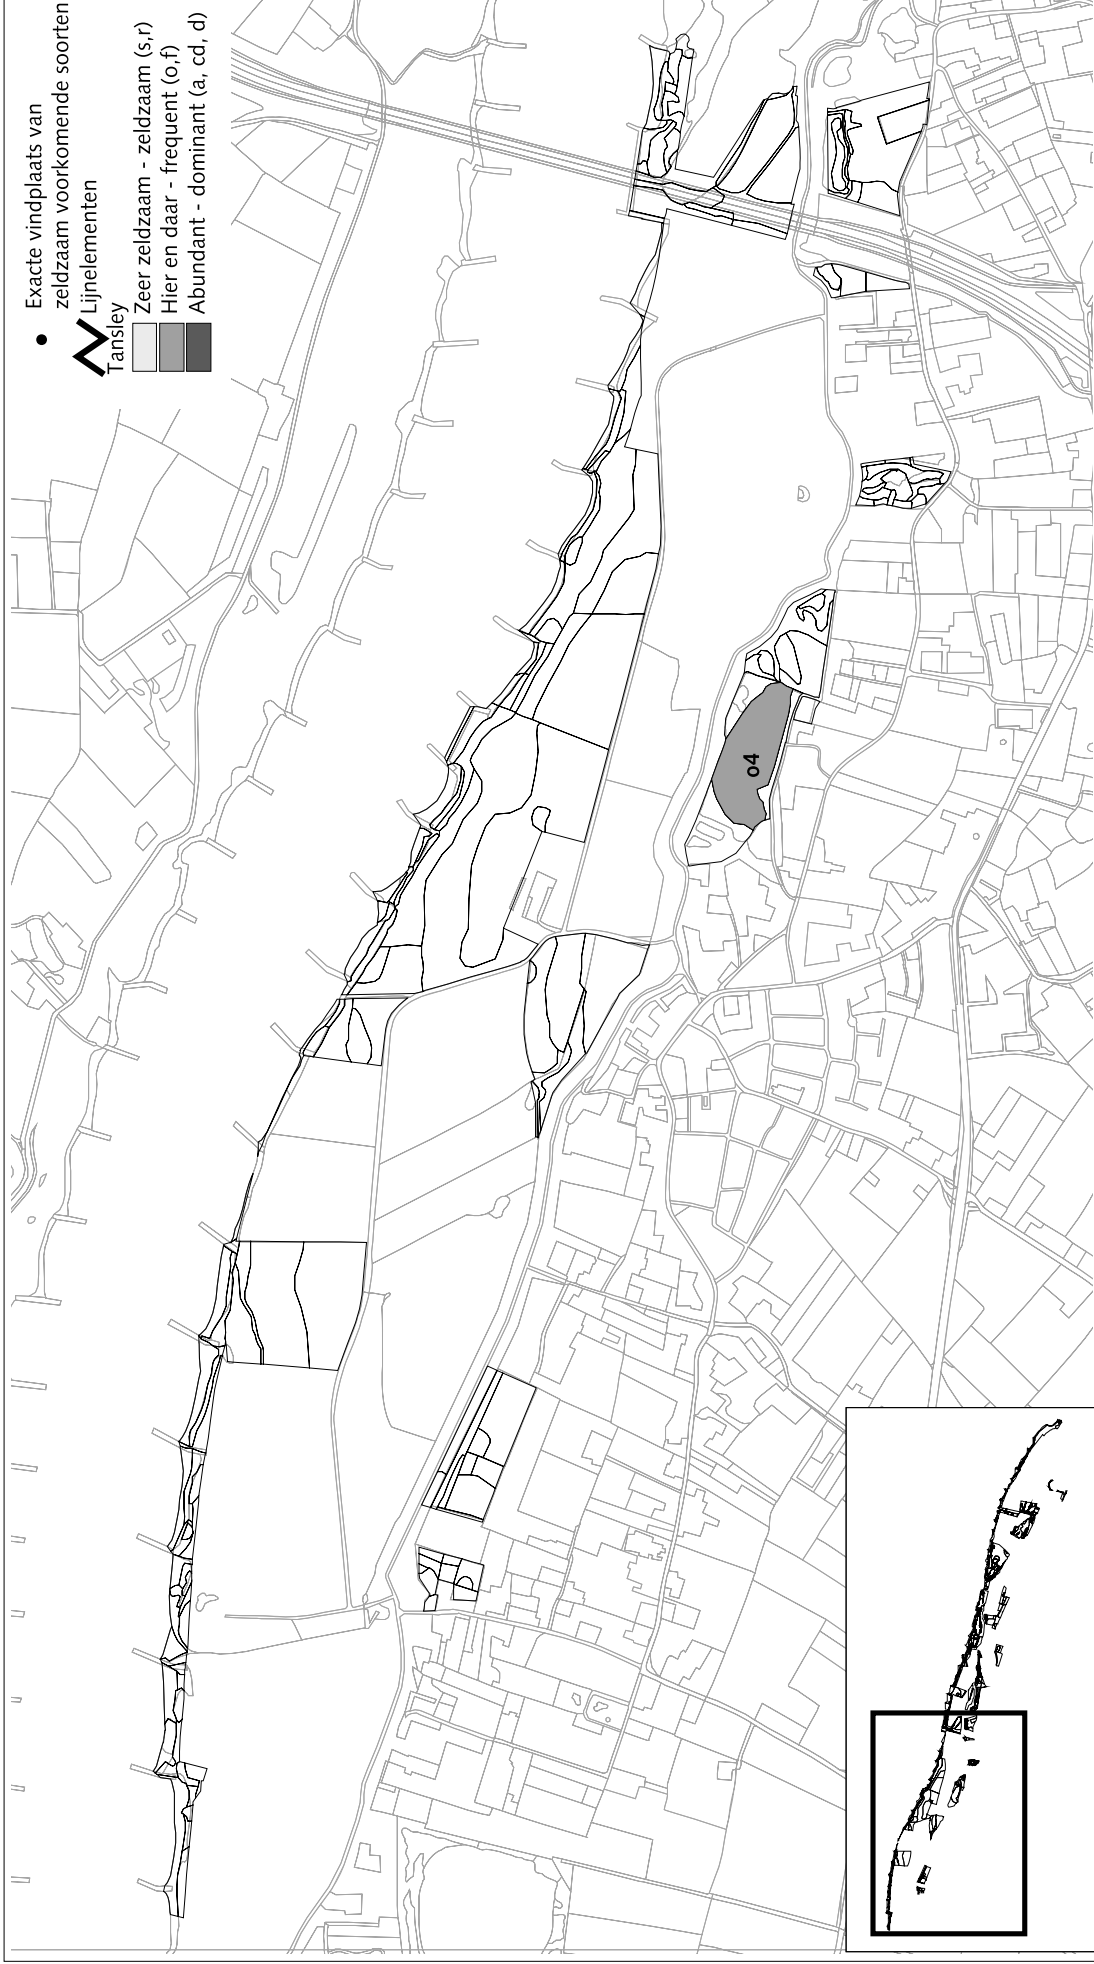 Exacte vindplaats van
zeldzaam voorkomende soorten
Lijnelementen
Tansley
Zeer zeldzaam - zeldzaam (s,r)
Hier en daar - frequent (o,f)
Abundant - dominant (a, cd, d)
o4